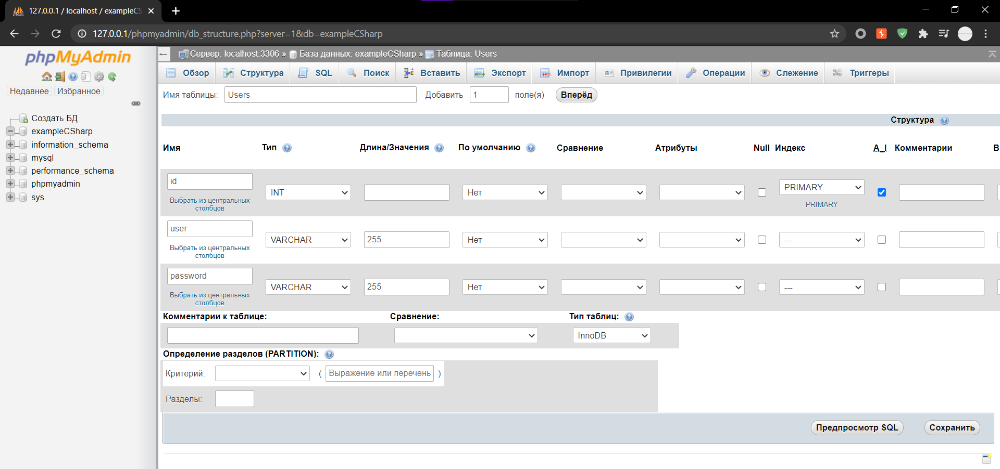 127.0.0.1 / localhost / exampleCS
127.0.0.1/phpmyadmin/db_structure.php?server=1&db=exampleCSharp
phpMyAdmin
Недавнее Избранное
Создать БД
exampleCSharp
information_schema
mysql
performance_schema
phpmyadmin
sys
Сервер: localhost:3306 » База данных: exampleCSharp » Таблица: Users
Обзор Структура SQL Поиск Вставить Экспорт Импорт Привилегии Операции Слежение Триггеры
Имя таблицы: Users Добавить 1 поле(я) Вперёд
Структура
Имя Тип Длина/Значения По умолчанию Сравнение Атрибуты Null Индекс A_I Комментарии В
id INT Нет PRIMARY
Выбрать из центральных столбцов PRIMARY
user VARCHAR 255 Нет ---
Выбрать из центральных столбцов
password VARCHAR 255 Нет ---
Выбрать из центральных столбцов
Комментарии к таблице: Сравнение: Тип таблиц:
InnoDB
Определение разделов (PARTITION):
Критерий: ( Выражение или перечень )
Разделы:
Предпросмотр SQL Сохранить